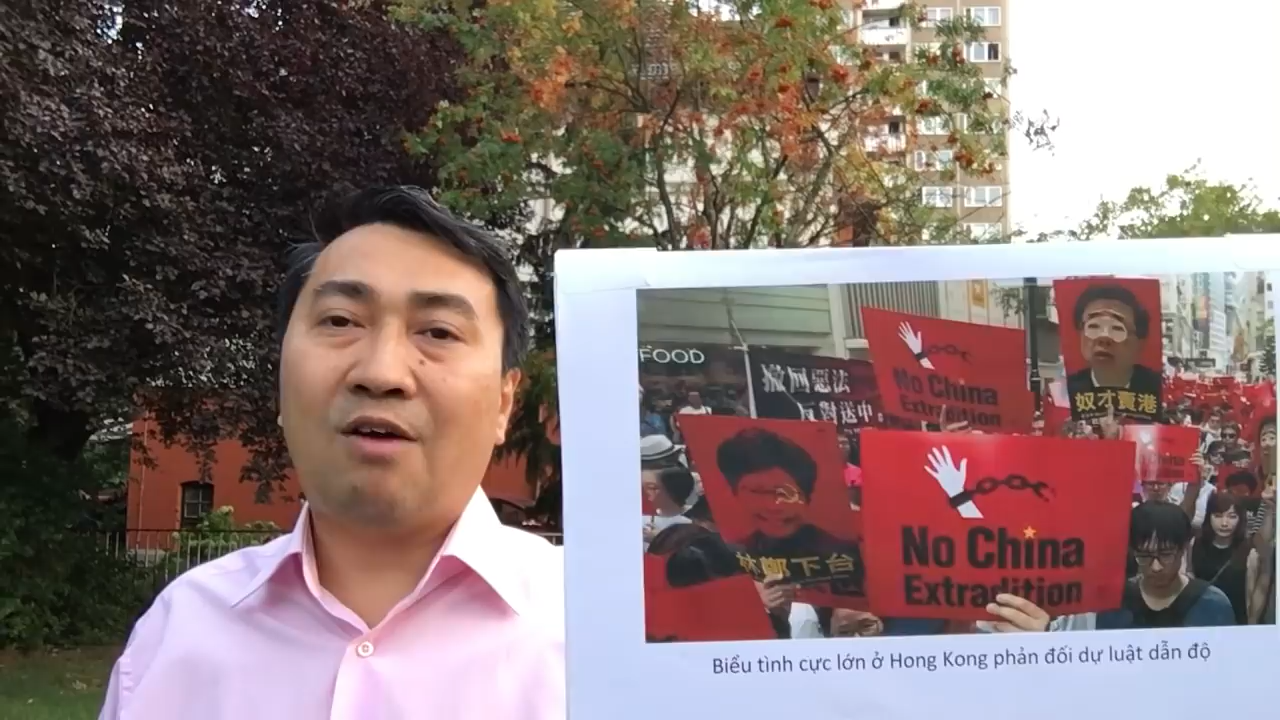 FOOD
撤回惡法
反對送中。
No China
Extradition
奴才賣港
林鄭下台
No China
Extradition
Biểu tình cực lớn ở Hong Kong phản đối dự luật dẫn độ